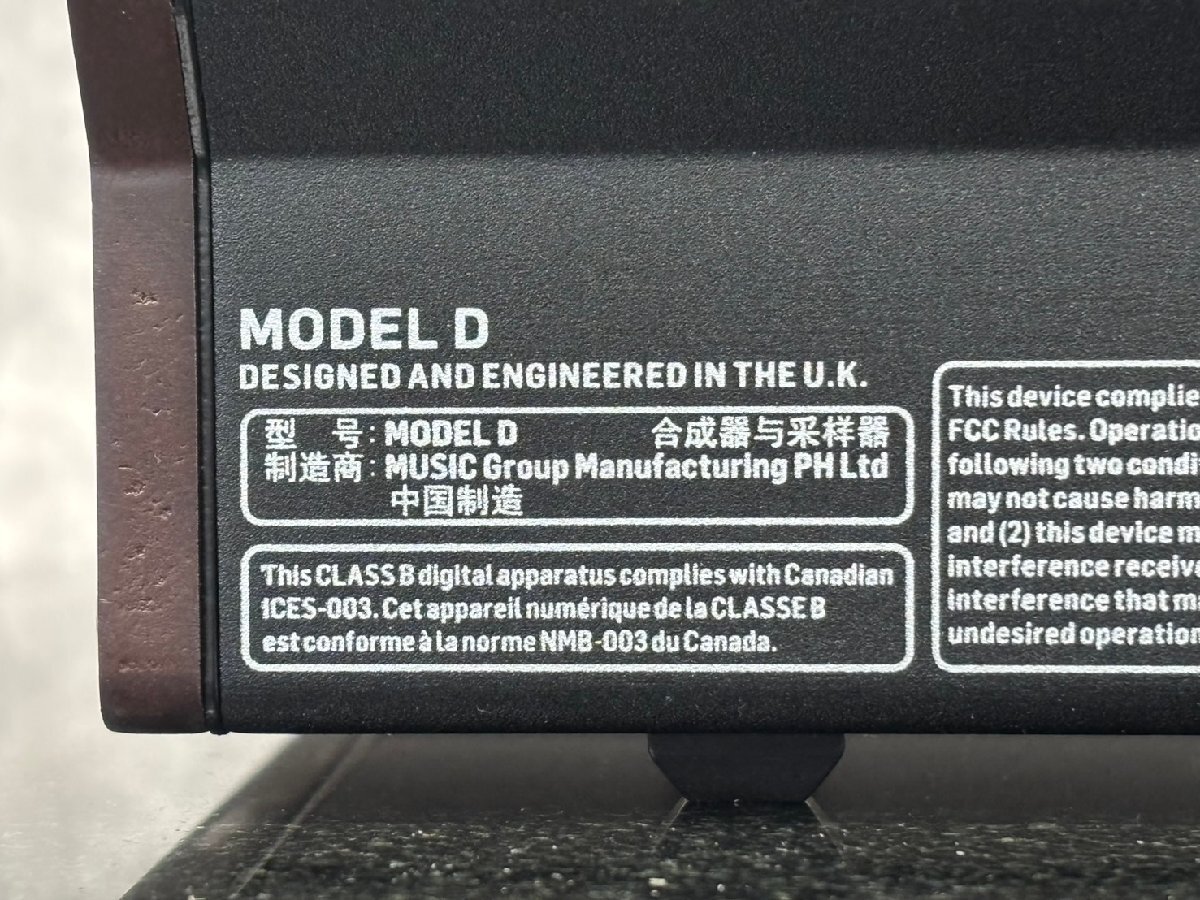 MODEL D
DESIGNED AND ENGINEERED IN THE U.K.
型 号: MODEL D 合成器与采样器
制造商: MUSIC Group Manufacturing PH Ltd
中国制造
This CLASS B digital apparatus complies with Canadian
ICES-003. Cet appareil numérique de la CLASSE B
est conforme à la norme NMB-003 du Canada.
This device complie
FCC Rules. Operatio
following two condi
may not cause harm
and (2) this device m
interference receive
interference that m
undesired operation